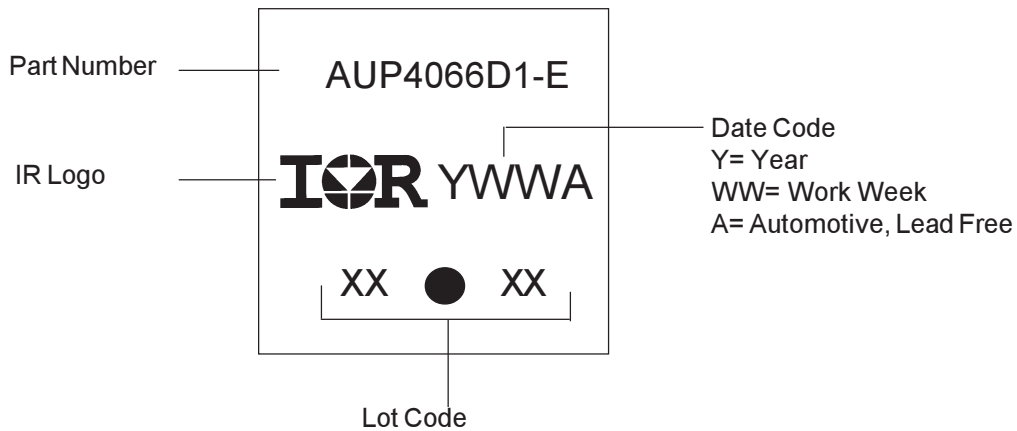 Part Number
AUP4066D1-E
IR Logo
IOR YWWA
Date Code
Y= Year
WW= Work Week
A= Automotive, Lead Free
XX XX
Lot Code